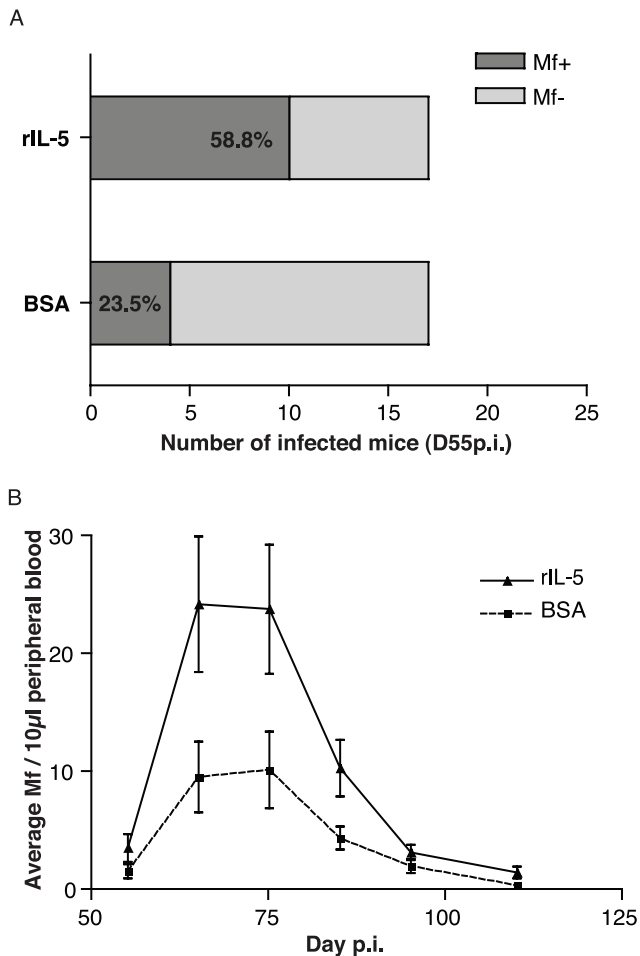 A
Mf+
Mf-
rIL-5
58.8%
BSA
23.5%
0 5 10 15 20 25
Number of infected mice (D55p.i.)
B
Average Mf / 10µl peripheral blood
30
20
10
0
rIL-5
BSA
50 75 100 125
Day p.i.